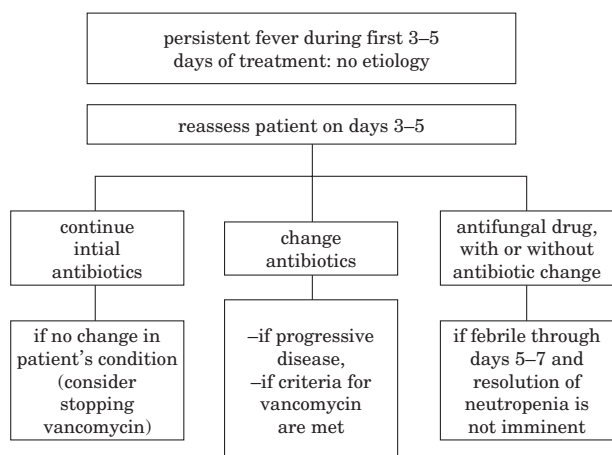 persistent fever during first 3–5
days of treatment: no etiology
reassess patient on days 3–5
continue
intial
antibiotics
change
antibiotics
antifungal drug,
with or without
antibiotic change
if no change in
patient's condition
(consider
stopping
vancomycin)
–if progressive
disease,
–if criteria for
vancomycin
are met
if febrile through
days 5–7 and
resolution of
neutropenia is
not imminent